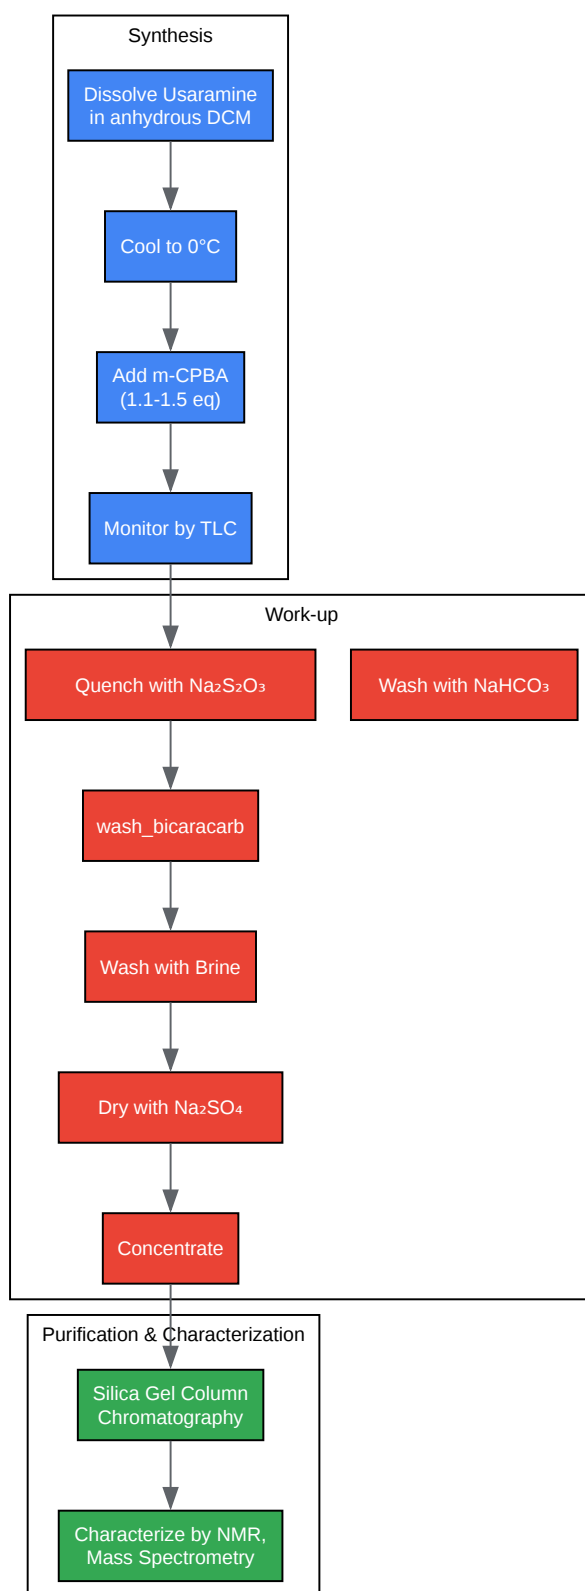 Synthesis
Dissolve Usaramine
in anhydrous DCM
Cool to 0°C
Add m-CPBA
(1.1-1.5 eq)
Monitor by TLC
Work-up
Quench with Na₂S₂O₃
Wash with NaHCO₃
wash_bicaracarb
Wash with Brine
Dry with Na₂SO₄
Concentrate
Purification & Characterization
Silica Gel Column
Chromatography
Characterize by NMR,
Mass Spectrometry